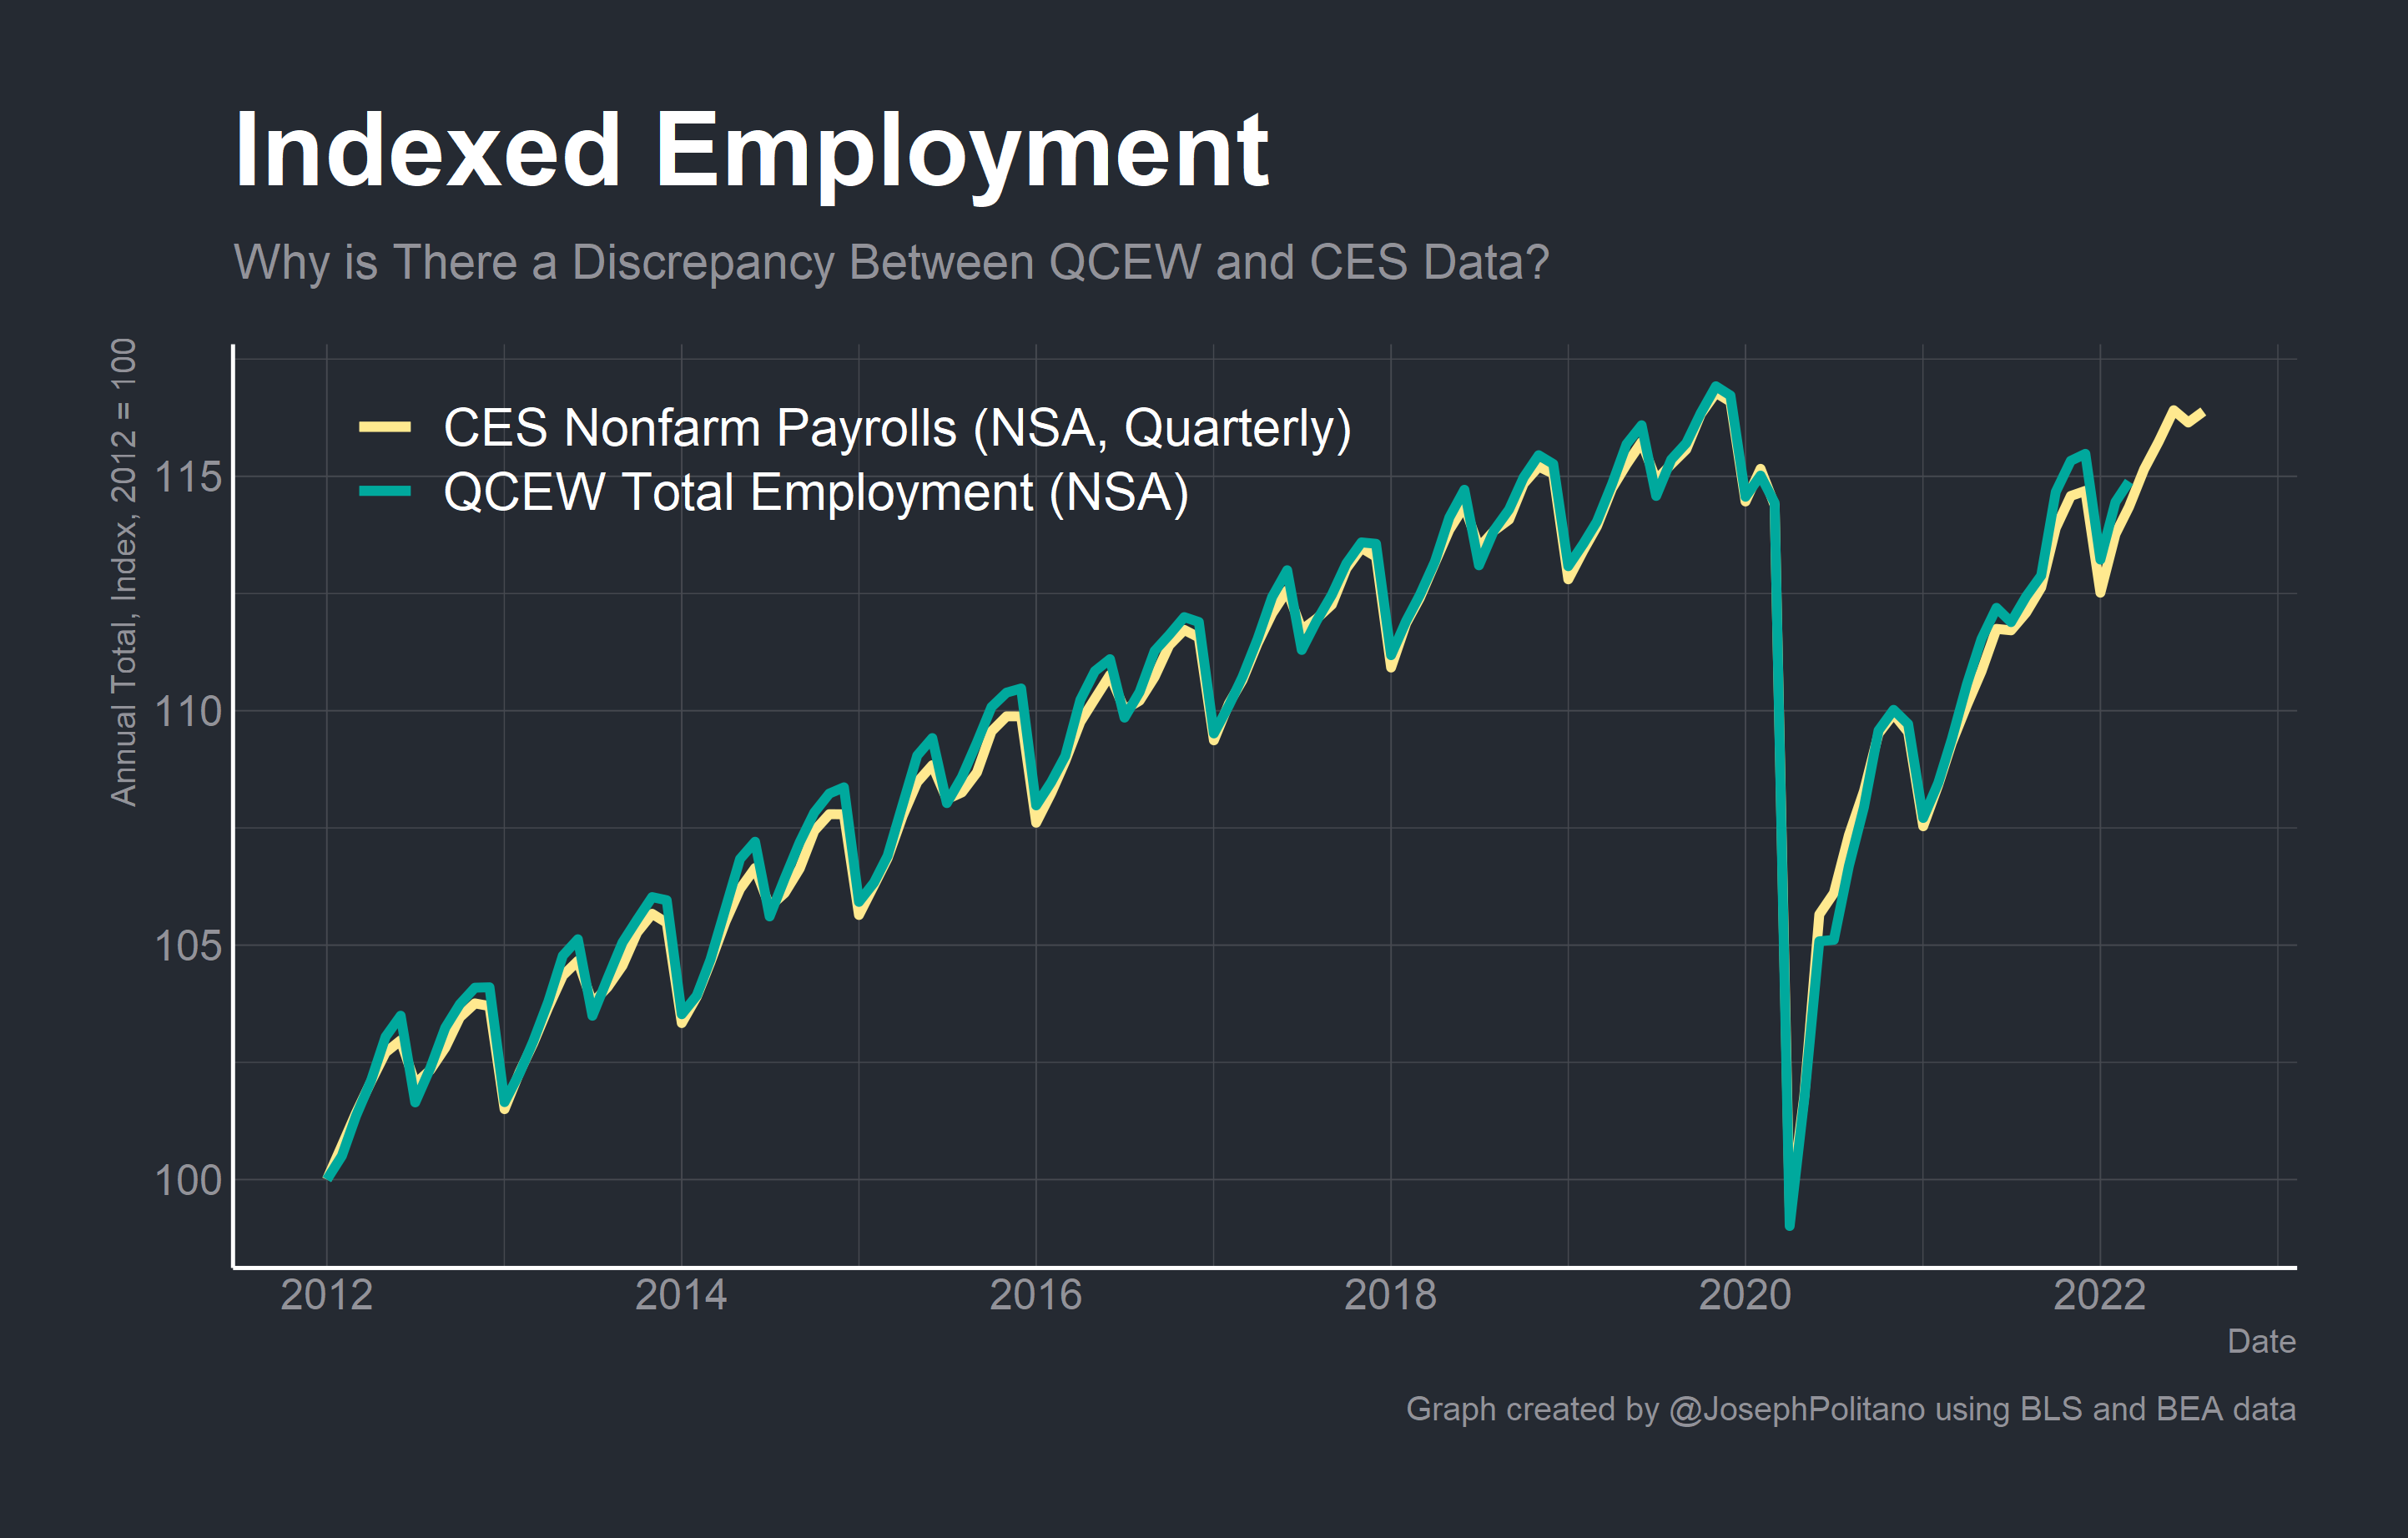 Indexed Employment
Why is There a Discrepancy Between QCEW and CES Data?
Annual Total, Index, 2012 = 100
CES Nonfarm Payrolls (NSA, Quarterly)
QCEW Total Employment (NSA)
115
110
105
100
2012 2014 2016 2018 2020 2022
Date
Graph created by @JosephPolitano using BLS and BEA data